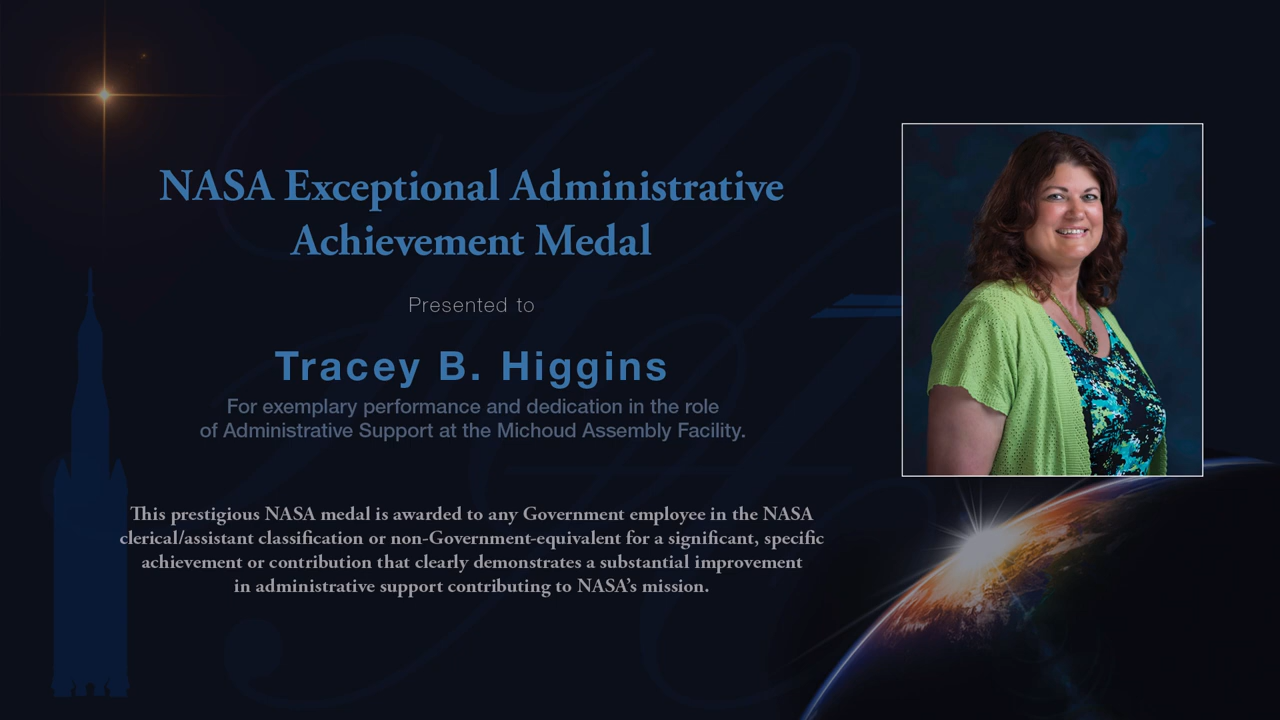 NASA Exceptional Administrative
Achievement Medal
Presented to
Tracey B. Higgins
For exemplary performance and dedication in the role
of Administrative Support at the Michoud Assembly Facility.
This prestigious NASA medal is awarded to any Government employee in the NASA
clerical/assistant classification or non-Government-equivalent for a significant, specific
achievement or contribution that clearly demonstrates a substantial improvement
in administrative support contributing to NASA’s mission.